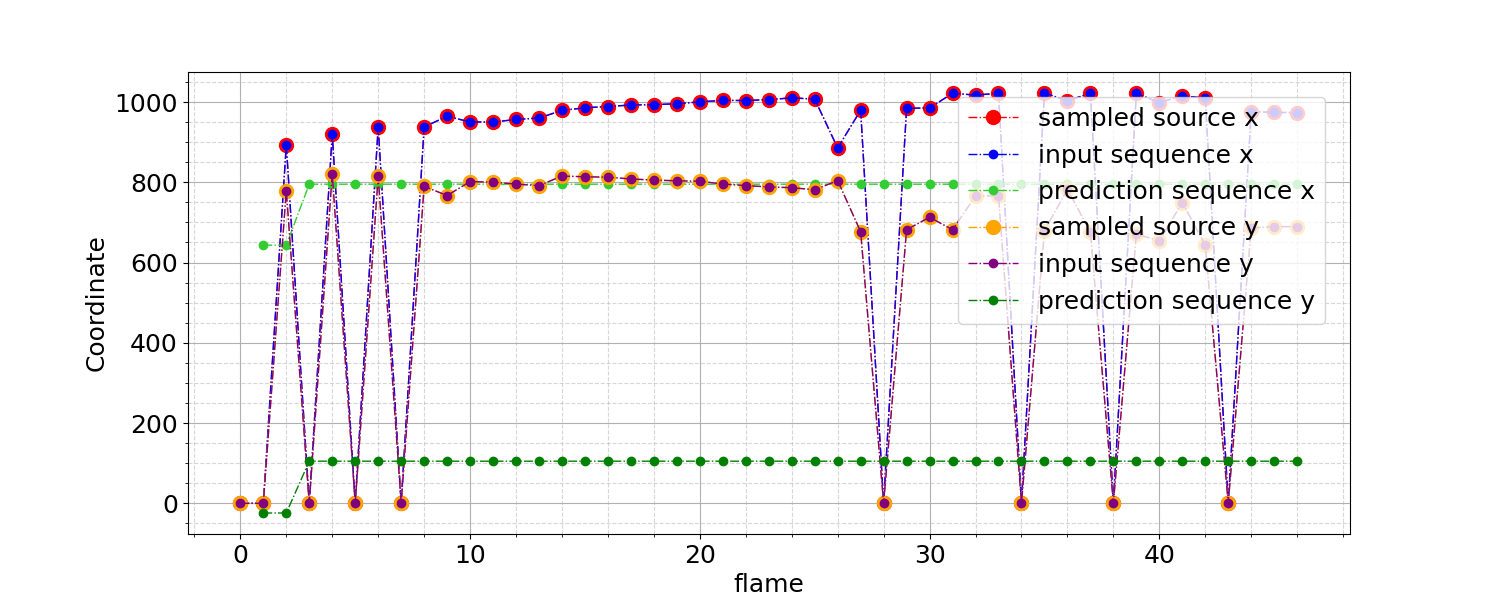 1000
800
600
400
200
0
Coordinate
sampled source x
input sequence x
prediction sequence x
sampled source y
input sequence y
prediction sequence y
0 10 20 30 40
flame